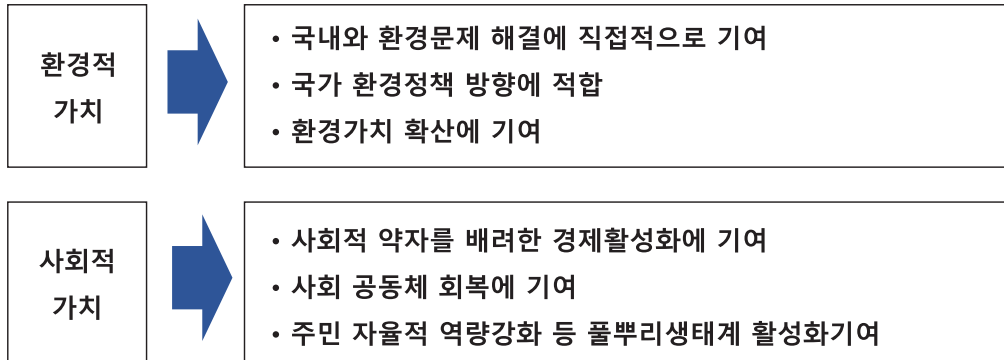 환경적
가치
• 국내와 환경문제 해결에 직접적으로 기여
• 국가 환경정책 방향에 적합
• 환경가치 확산에 기여
사회적
가치
• 사회적 약자를 배려한 경제활성화에 기여
• 사회 공동체 회복에 기여
• 주민 자율적 역량강화 등 풀뿌리생태계 활성화기여